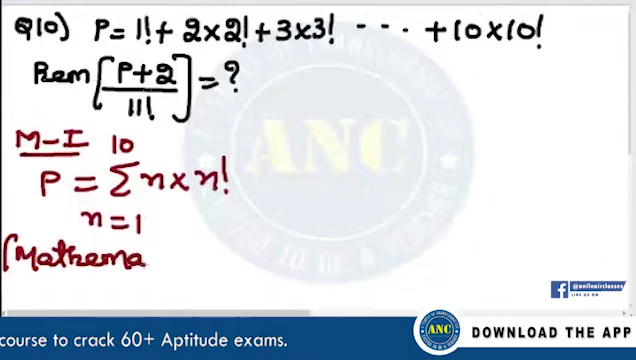 Q10) P = 1! + 2×2! + 3×3! - - - . + 10×10!
Rem [P+2 / 11!] = ?
M-I
P = 10 Σ n=1 n × n!
(Mathema
ANC
@anilnairclasses
LIKE US ON
course to crack 60+ Aptitude exams.
ANC
DOWNLOAD THE APP